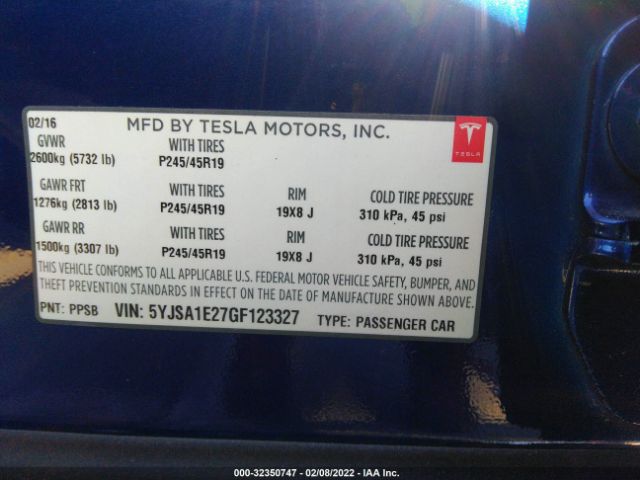 02/16 MFD BY TESLA MOTORS, INC.
TESLA
GVWR WITH TIRES
2600kg (5732 lb) P245/45R19
GAWR FRT WITH TIRES RIM COLD TIRE PRESSURE
1276kg (2813 lb) P245/45R19 19X8 J 310 kPa, 45 psi
GAWR RR WITH TIRES RIM COLD TIRE PRESSURE
1500kg (3307 lb) P245/45R19 19X8 J 310 kPa, 45 psi
THIS VEHICLE CONFORMS TO ALL APPLICABLE U.S. FEDERAL MOTOR VEHICLE SAFETY, BUMPER, AND
THEFT PREVENTION STANDARDS IN EFFECT ON THE DATE OF MANUFACTURE SHOWN ABOVE.
PNT: PPSB VIN: 5YJSA1E27GF123327 TYPE: PASSENGER CAR
000-32350747 - 02/08/2022 - IAA Inc.